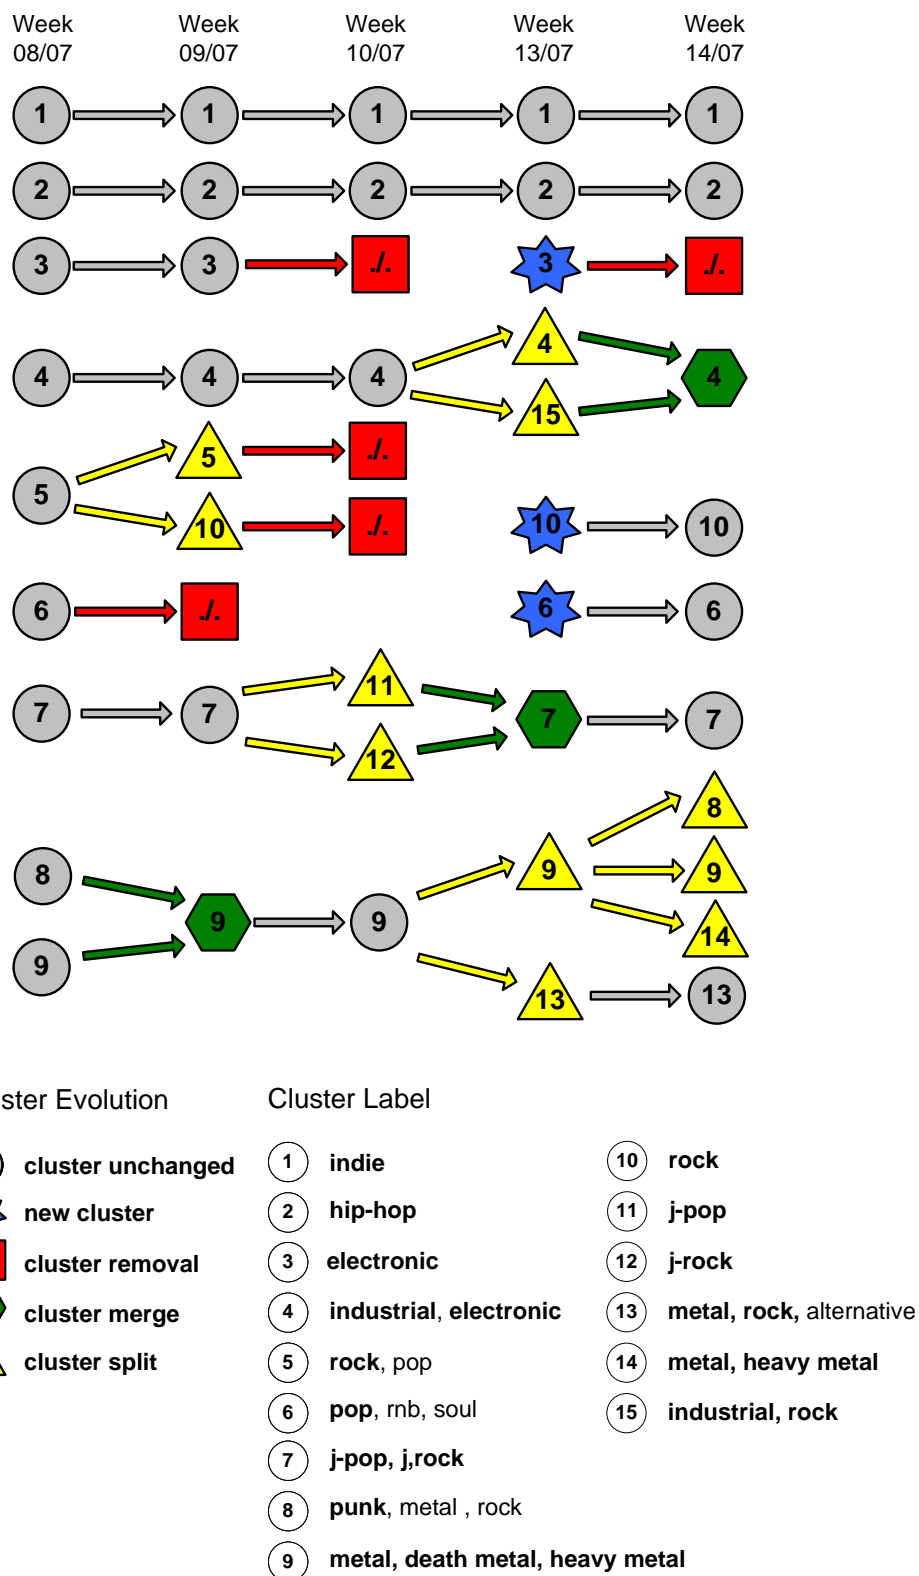 Week Week Week Week Week
08/07 09/07 10/07 13/07 14/07
1 1 1 1 1
2 2 2 2 2
3 3 ./. 3 ./.
4
4 4 4 4
15
5 ./.
5
10 ./. 10 10
6 ./. 6 6
11
7 7 7 7
12
8
8 9 9
9 9 14
9
13 13
ster Evolution Cluster Label
cluster unchanged 1 indie 10 rock
new cluster 2 hip-hop 11 j-pop
cluster removal 3 electronic 12 j-rock
cluster merge 4 industrial, electronic 13 metal, rock, alternative
cluster split 5 rock, pop 14 metal, heavy metal
6 pop, rnb, soul 15 industrial, rock
7 j-pop, j,rock
8 punk, metal , rock
9 metal, death metal, heavy metal